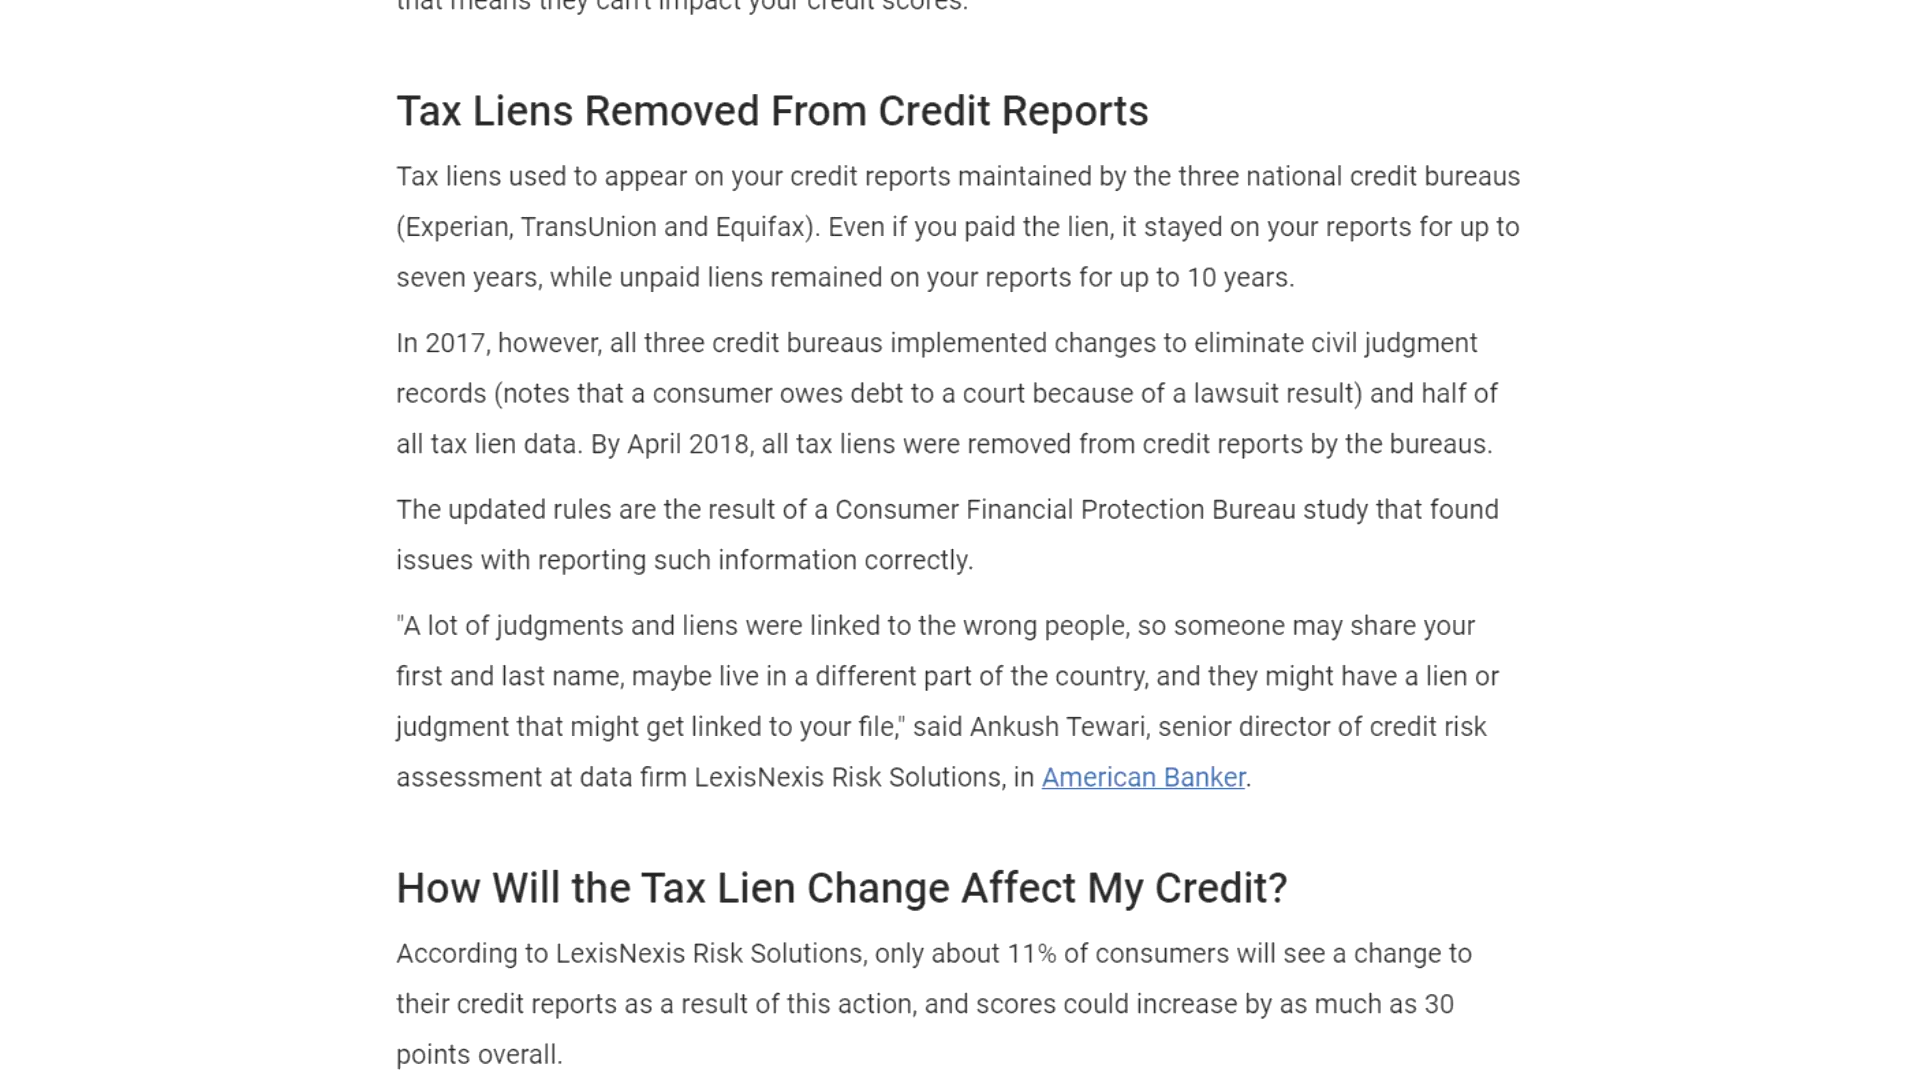 that means they can't impact your credit scores.
Tax Liens Removed From Credit Reports
Tax liens used to appear on your credit reports maintained by the three national credit bureaus
(Experian, TransUnion and Equifax). Even if you paid the lien, it stayed on your reports for up to
seven years, while unpaid liens remained on your reports for up to 10 years.
In 2017, however, all three credit bureaus implemented changes to eliminate civil judgment
records (notes that a consumer owes debt to a court because of a lawsuit result) and half of
all tax lien data. By April 2018, all tax liens were removed from credit reports by the bureaus.
The updated rules are the result of a Consumer Financial Protection Bureau study that found
issues with reporting such information correctly.
"A lot of judgments and liens were linked to the wrong people, so someone may share your
first and last name, maybe live in a different part of the country, and they might have a lien or
judgment that might get linked to your file," said Ankush Tewari, senior director of credit risk
assessment at data firm LexisNexis Risk Solutions, in American Banker.
How Will the Tax Lien Change Affect My Credit?
According to LexisNexis Risk Solutions, only about 11% of consumers will see a change to
their credit reports as a result of this action, and scores could increase by as much as 30
points overall.